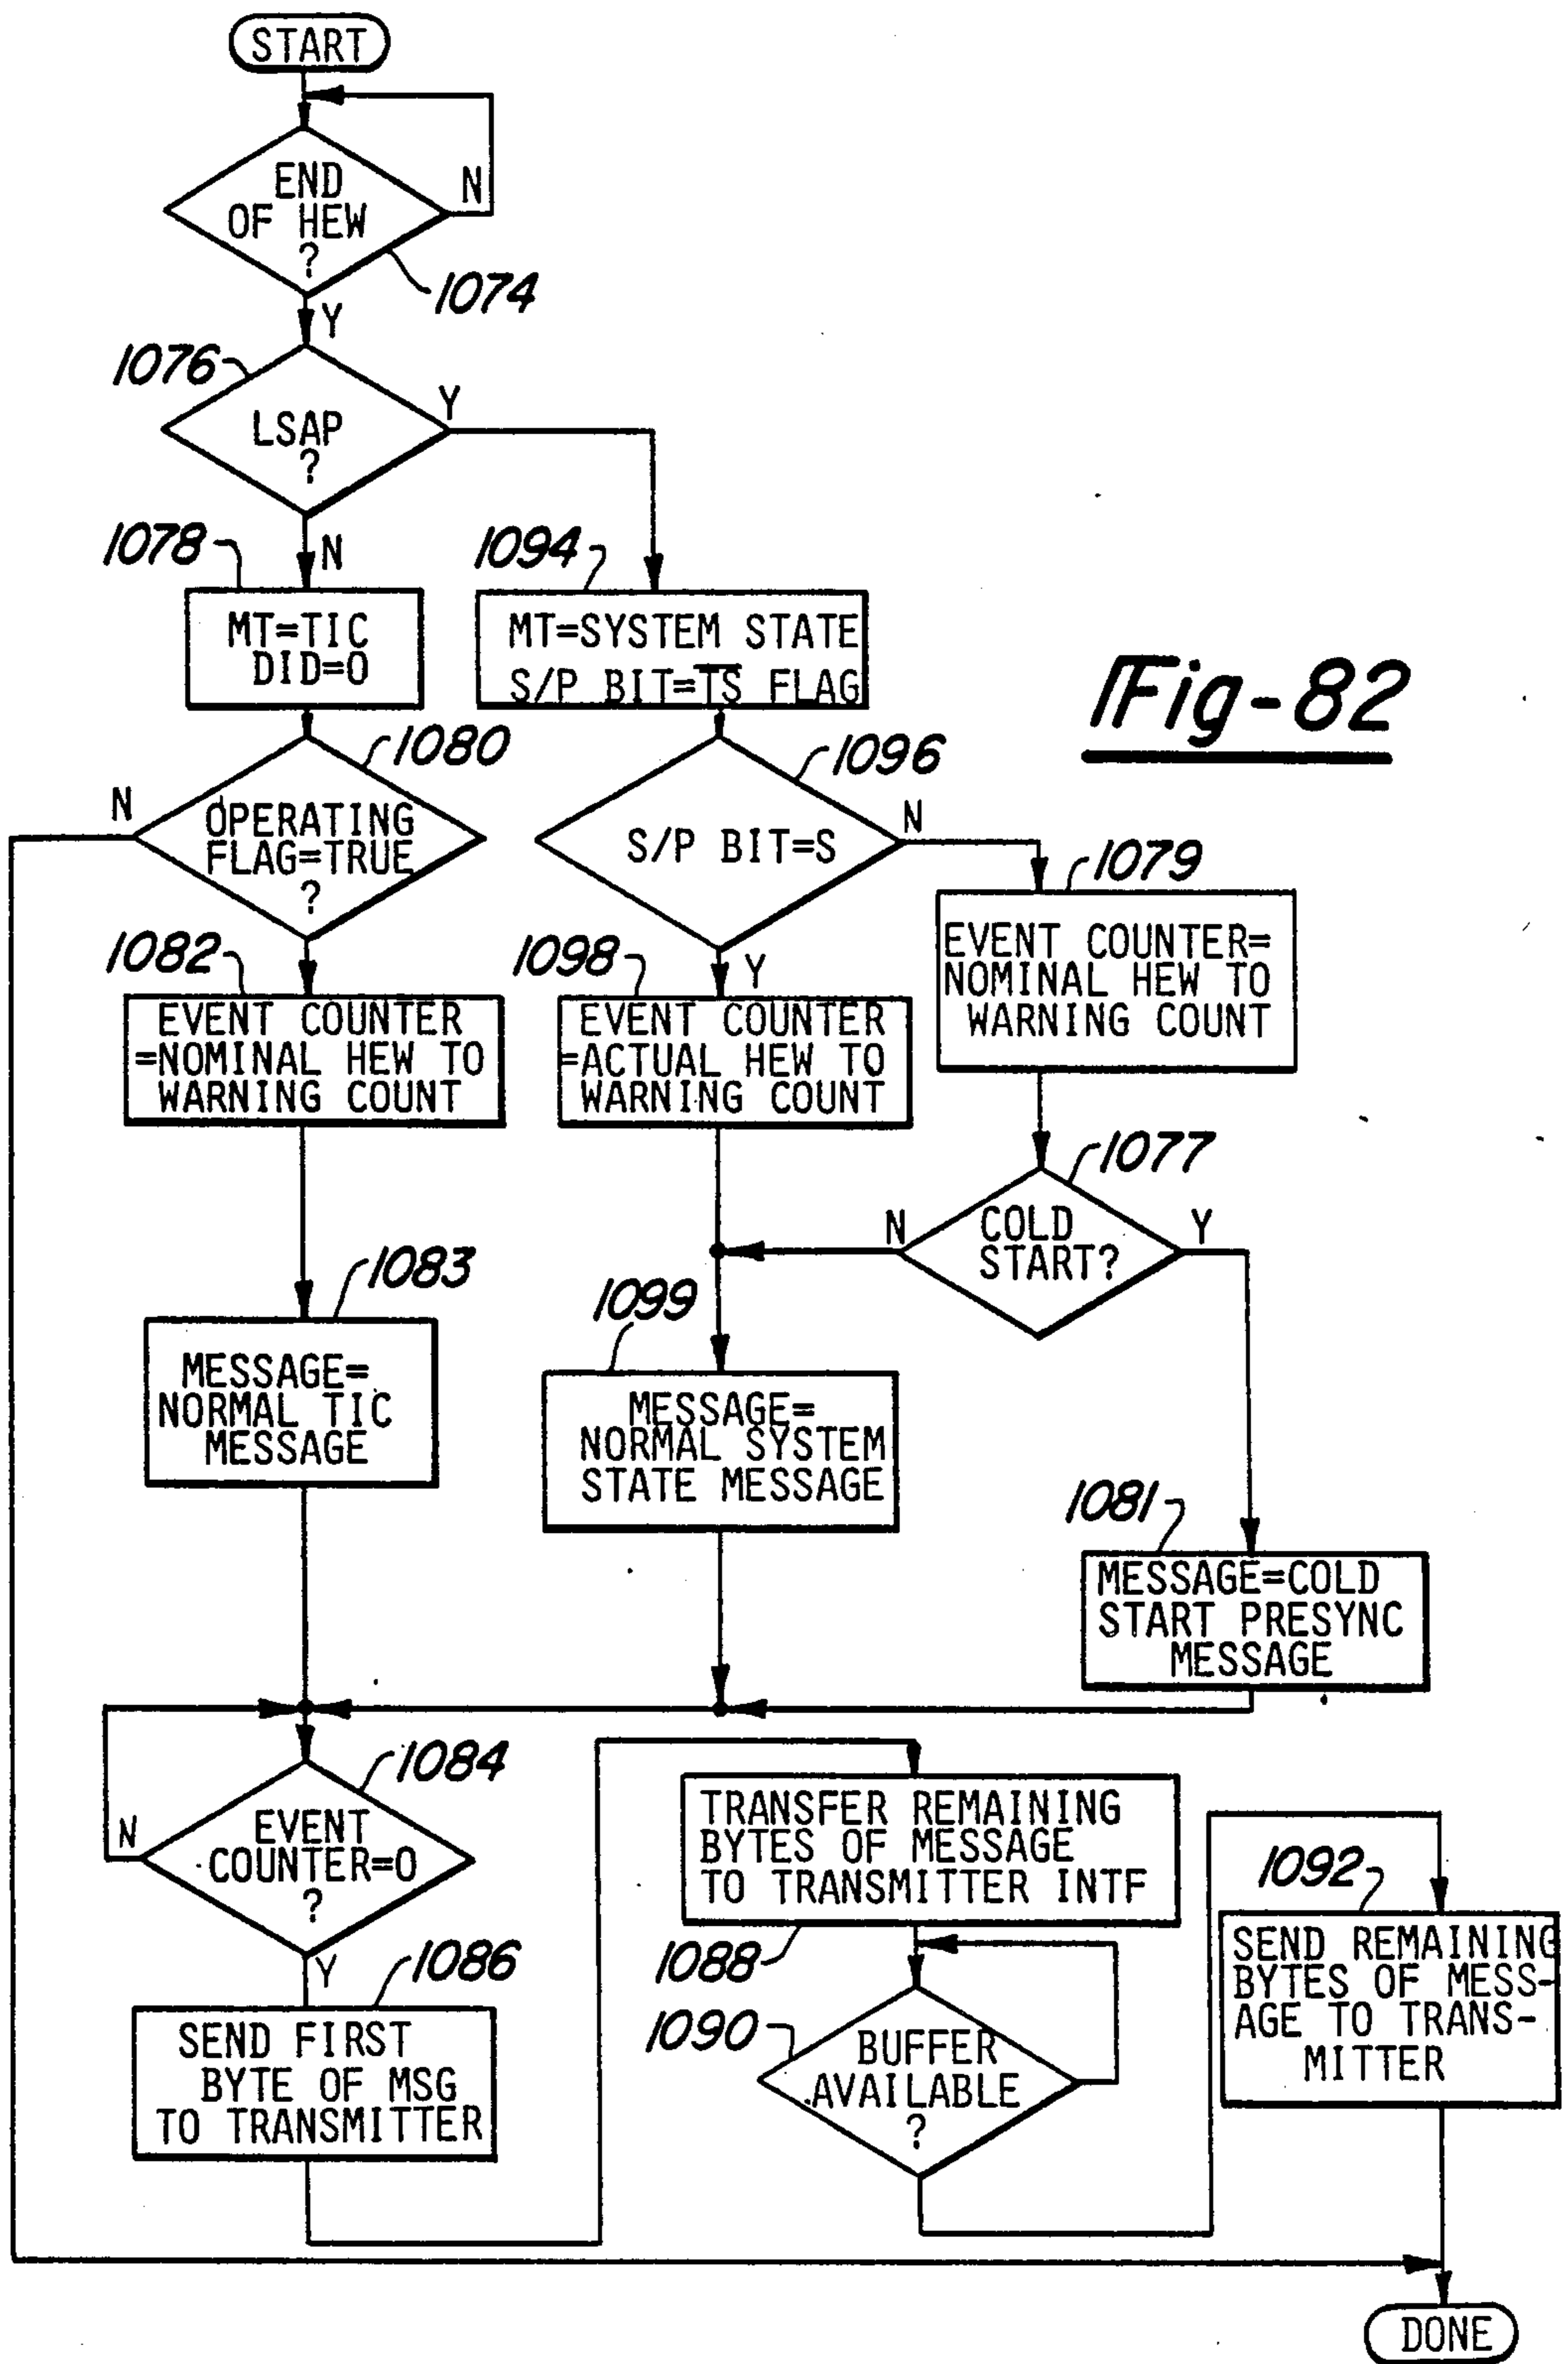 START
END
OF HEW
?
N
1074
Y
1076
LSAP
?
Y
N
1078
MT=TIC
DID=0
1094
MT=SYSTEM STATE
S/P BIT=T̅S̅ FLAG
Fig-82
1080
N
OPERATING
FLAG=TRUE
?
1096
S/P BIT=S
N
1079
EVENT COUNTER=
NOMINAL HEW TO
WARNING COUNT
1082
EVENT COUNTER
=NOMINAL HEW TO
WARNING COUNT
1098
Y
EVENT COUNTER
=ACTUAL HEW TO
WARNING COUNT
1077
N
COLD
START?
Y
1083
MESSAGE=
NORMAL TIC
MESSAGE
1099
MESSAGE=
NORMAL SYSTEM
STATE MESSAGE
1081
MESSAGE=COLD
START PRESYNC
MESSAGE
1084
N
EVENT
COUNTER=0
?
Y
1086
SEND FIRST
BYTE OF MSG
TO TRANSMITTER
TRANSFER REMAINING
BYTES OF MESSAGE
TO TRANSMITTER INTF
1088
1090
BUFFER
AVAILABLE
?
1092
SEND REMAINING
BYTES OF MESS-
AGE TO TRANS-
MITTER
DONE